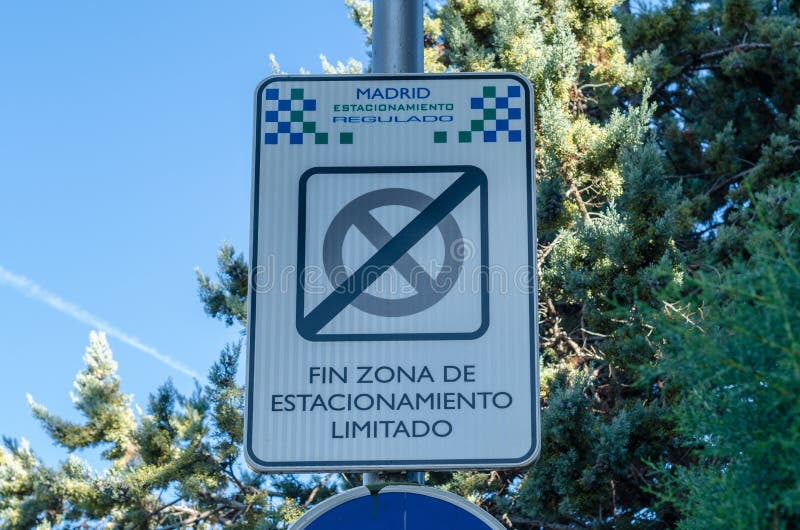 MADRID
ESTACIONAMIENTO
REGULADO
FIN ZONA DE
ESTACIONAMIENTO
LIMITADO